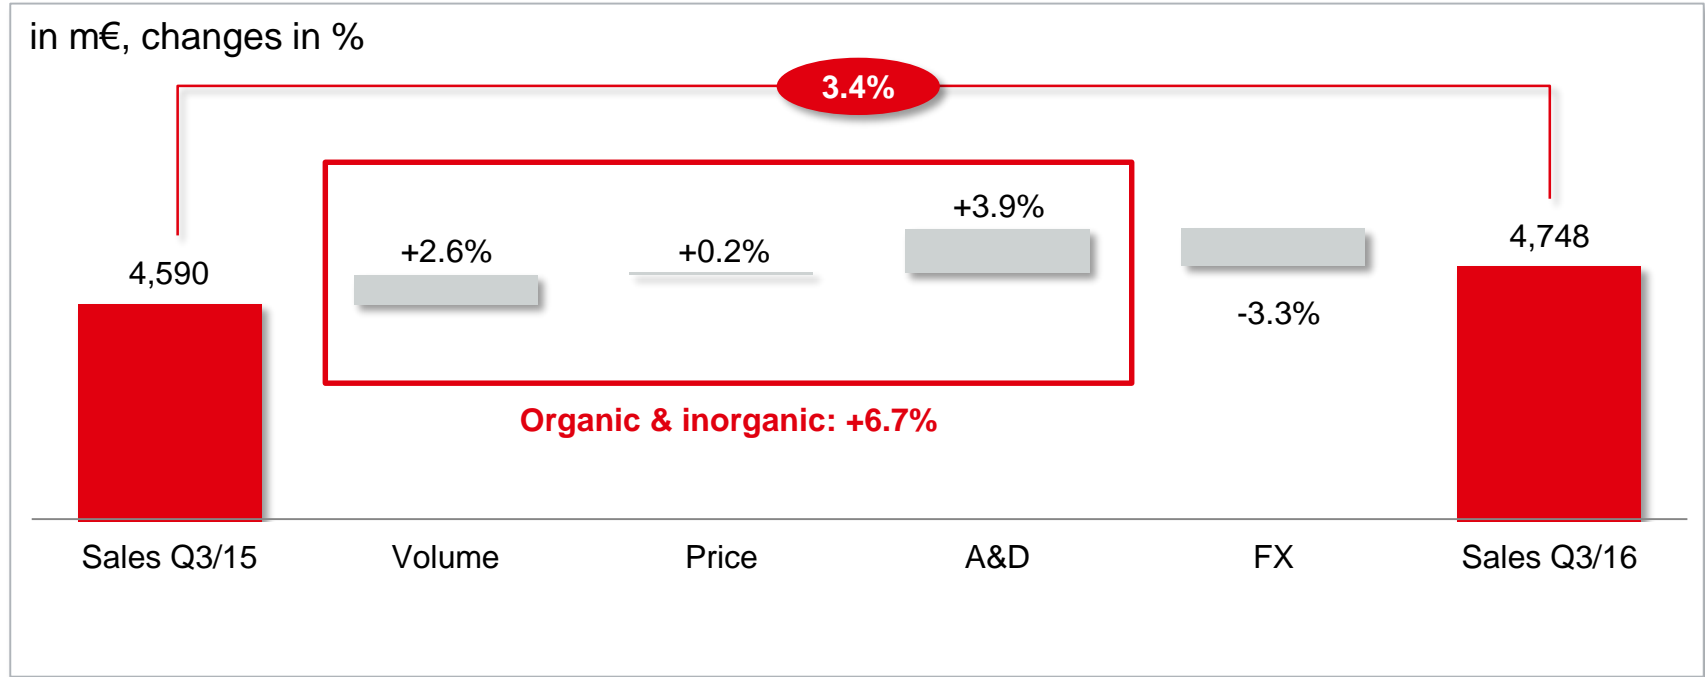 in m€, changes in %
3.4%
4,590
+2.6%
+0.2%
+3.9%
-3.3%
4,748
Organic & inorganic: +6.7%
Sales Q3/15
Volume
Price
A&D
FX
Sales Q3/16